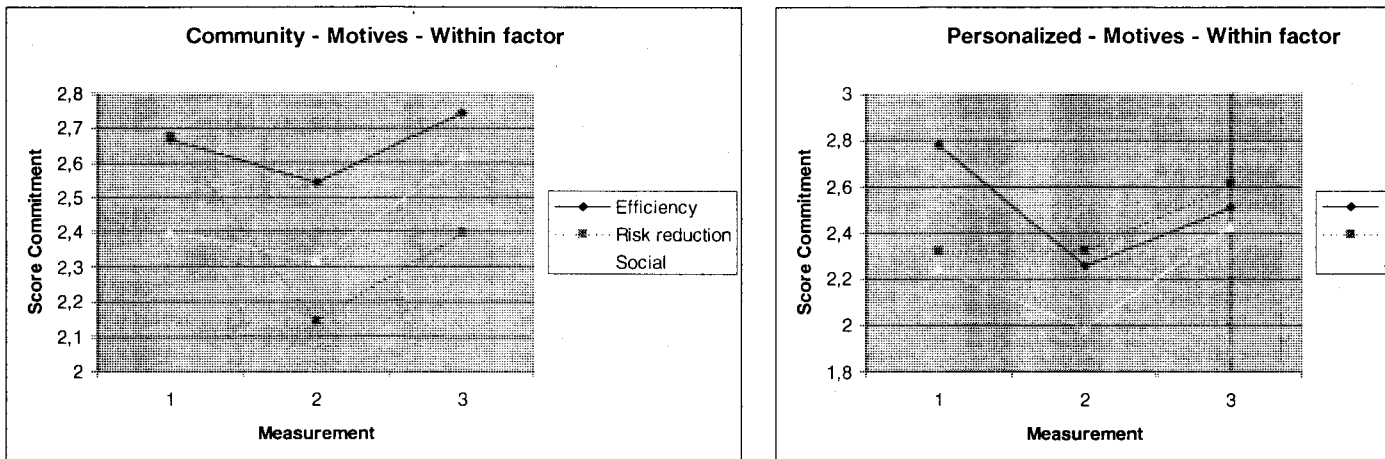 Community - Motives - Within factor
2,8
2,7
2,6
2,5
2,4
2,3
2,2
2,1
2
Score Commitment
1
2
3
Measurement
Efficiency
Risk reduction
Social
Personalized - Motives - Within factor
3
2,8
2,6
2,4
2,2
2
1,8
Score Commitment
1
2
3
Measurement